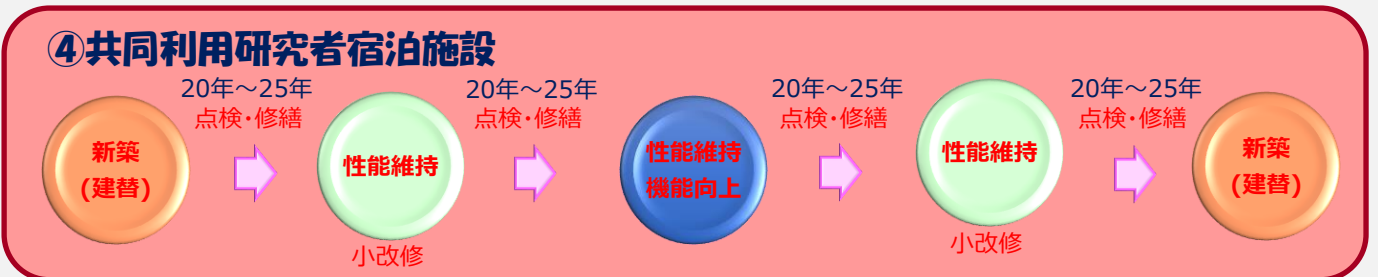 ④共同利用研究者宿泊施設
20年～25年
点検・修繕
20年～25年
点検・修繕
20年～25年
点検・修繕
20年～25年
点検・修繕
新築
(建替)
性能維持
小改修
性能維持
機能向上
性能維持
小改修
新築
(建替)